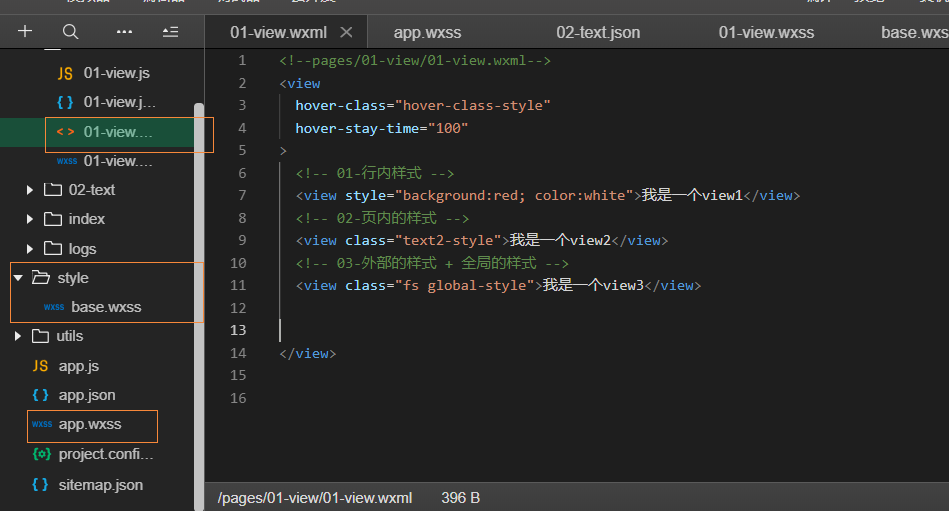 01-view.wxml
app.wxss
02-text.json
01-view.wxss
base.wxs
JS 01-view.js
{ } 01-view.j...
< > 01-view....
wxss 01-view....
02-text
index
logs
style
wxss base.wxss
utils
JS app.js
{ } app.json
wxss app.wxss
{o} project.confi...
{ } sitemap.json
1 <!--pages/01-view/01-view.wxml-->
2 <view
3 hover-class="hover-class-style"
4 hover-stay-time="100"
5 >
6 <!-- 01-行内样式 -->
7 <view style="background:red; color:white">我是一个view1</view>
8 <!-- 02-页内的样式 -->
9 <view class="text2-style">我是一个view2</view>
10 <!-- 03-外部的样式 + 全局的样式 -->
11 <view class="fs global-style">我是一个view3</view>
12
13
14 </view>
15
16
/pages/01-view/01-view.wxml 396 B